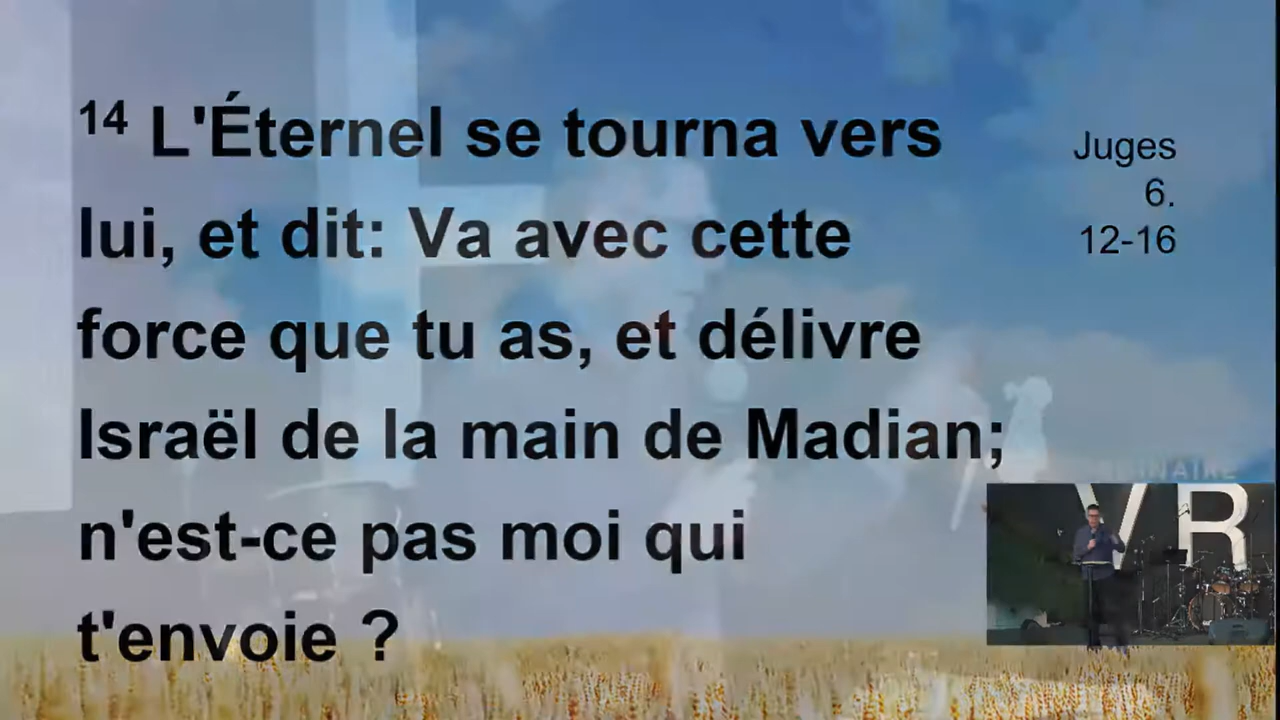 14 L'Éternel se tourna vers
lui, et dit: Va avec cette
force que tu as, et délivre
Israël de la main de Madian;
n'est-ce pas moi qui
t'envoie ?
Juges
6.
12-16
VR